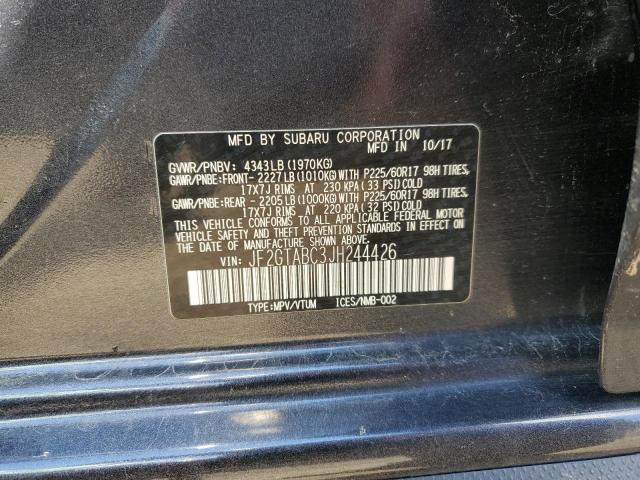 MFD BY SUBARU CORPORATION
MFD IN 10/17
GVWR/PNBV: 4343LB (1970KG)
GAWR/PNBE:FRONT- 2227LB(1010KG)WITH P225/60R17 98H TIRES,
17X7J RIMS AT 230 KPA(33 PSI)COLD
GAWR/PNBE:REAR - 2205LB(1000KG)WITH P225/60R17 98H TIRES,
17X7J RIMS AT 220 KPA(32 PSI)COLD
THIS VEHICLE CONFORMS TO ALL APPLICABLE FEDERAL MOTOR
VEHICLE SAFETY AND THEFT PREVENTION STANDARDS IN EFFECT
ON THE DATE OF MANUFACTURE SHOWN ABOVE.
VIN: JF2GTABC3JH244426
TYPE:MPV/VTUM ICES/NMB-002